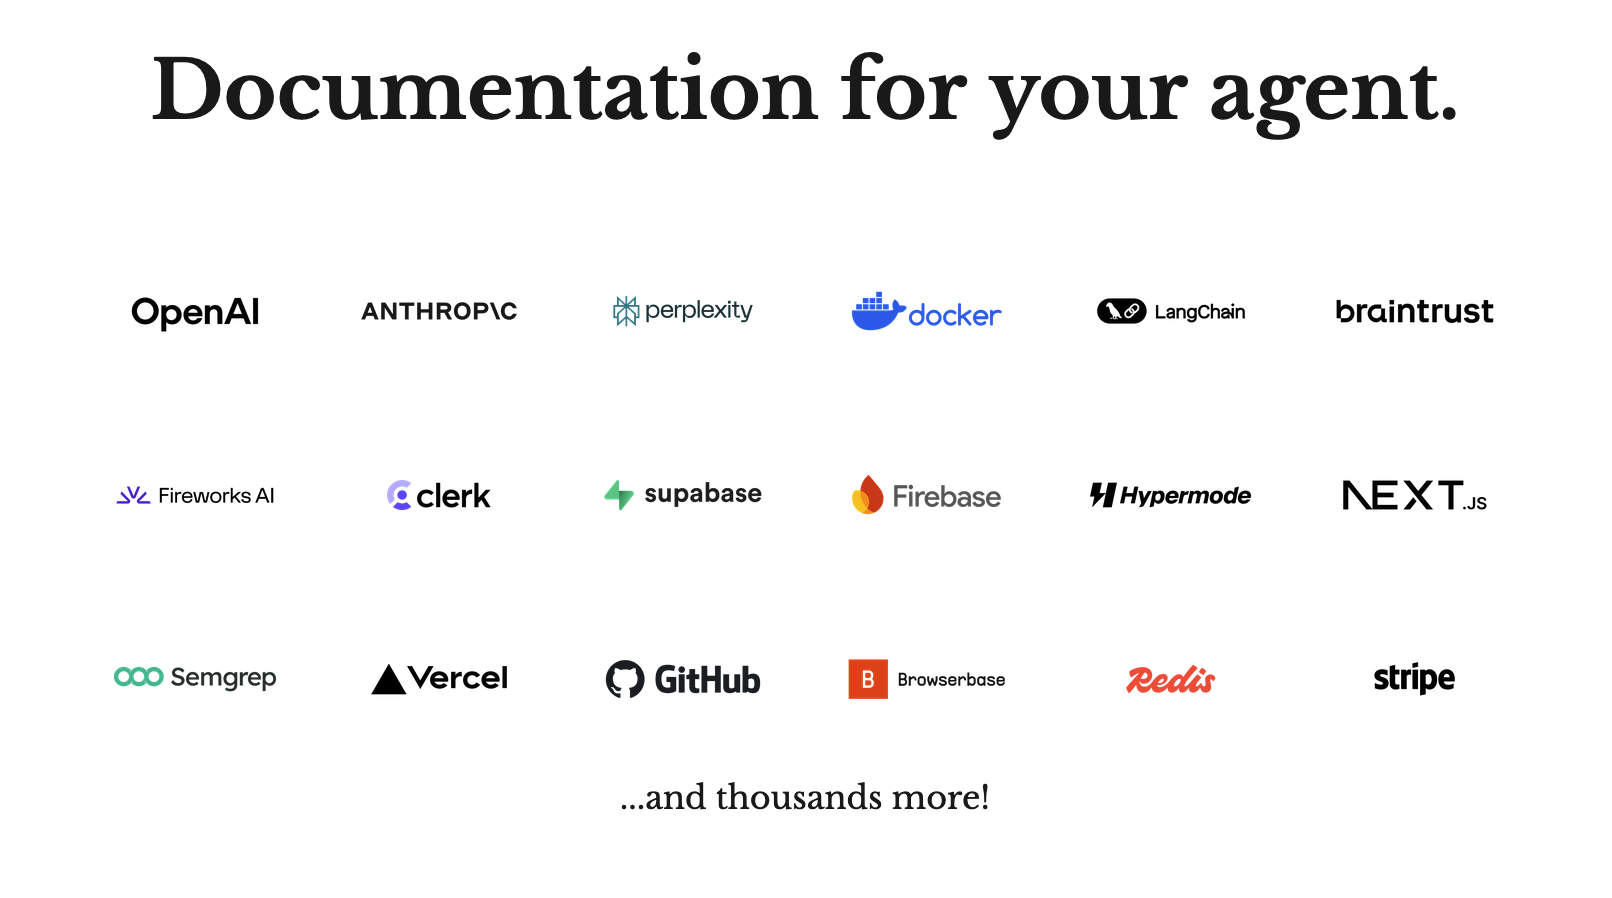 Documentation for your agent.
OpenAI ANTHROP\C perplexity docker LangChain braintrust
Fireworks AI clerk supabase Firebase Hypermode NEXT.JS
Semgrep Vercel GitHub B Browserbase Redis stripe
...and thousands more!